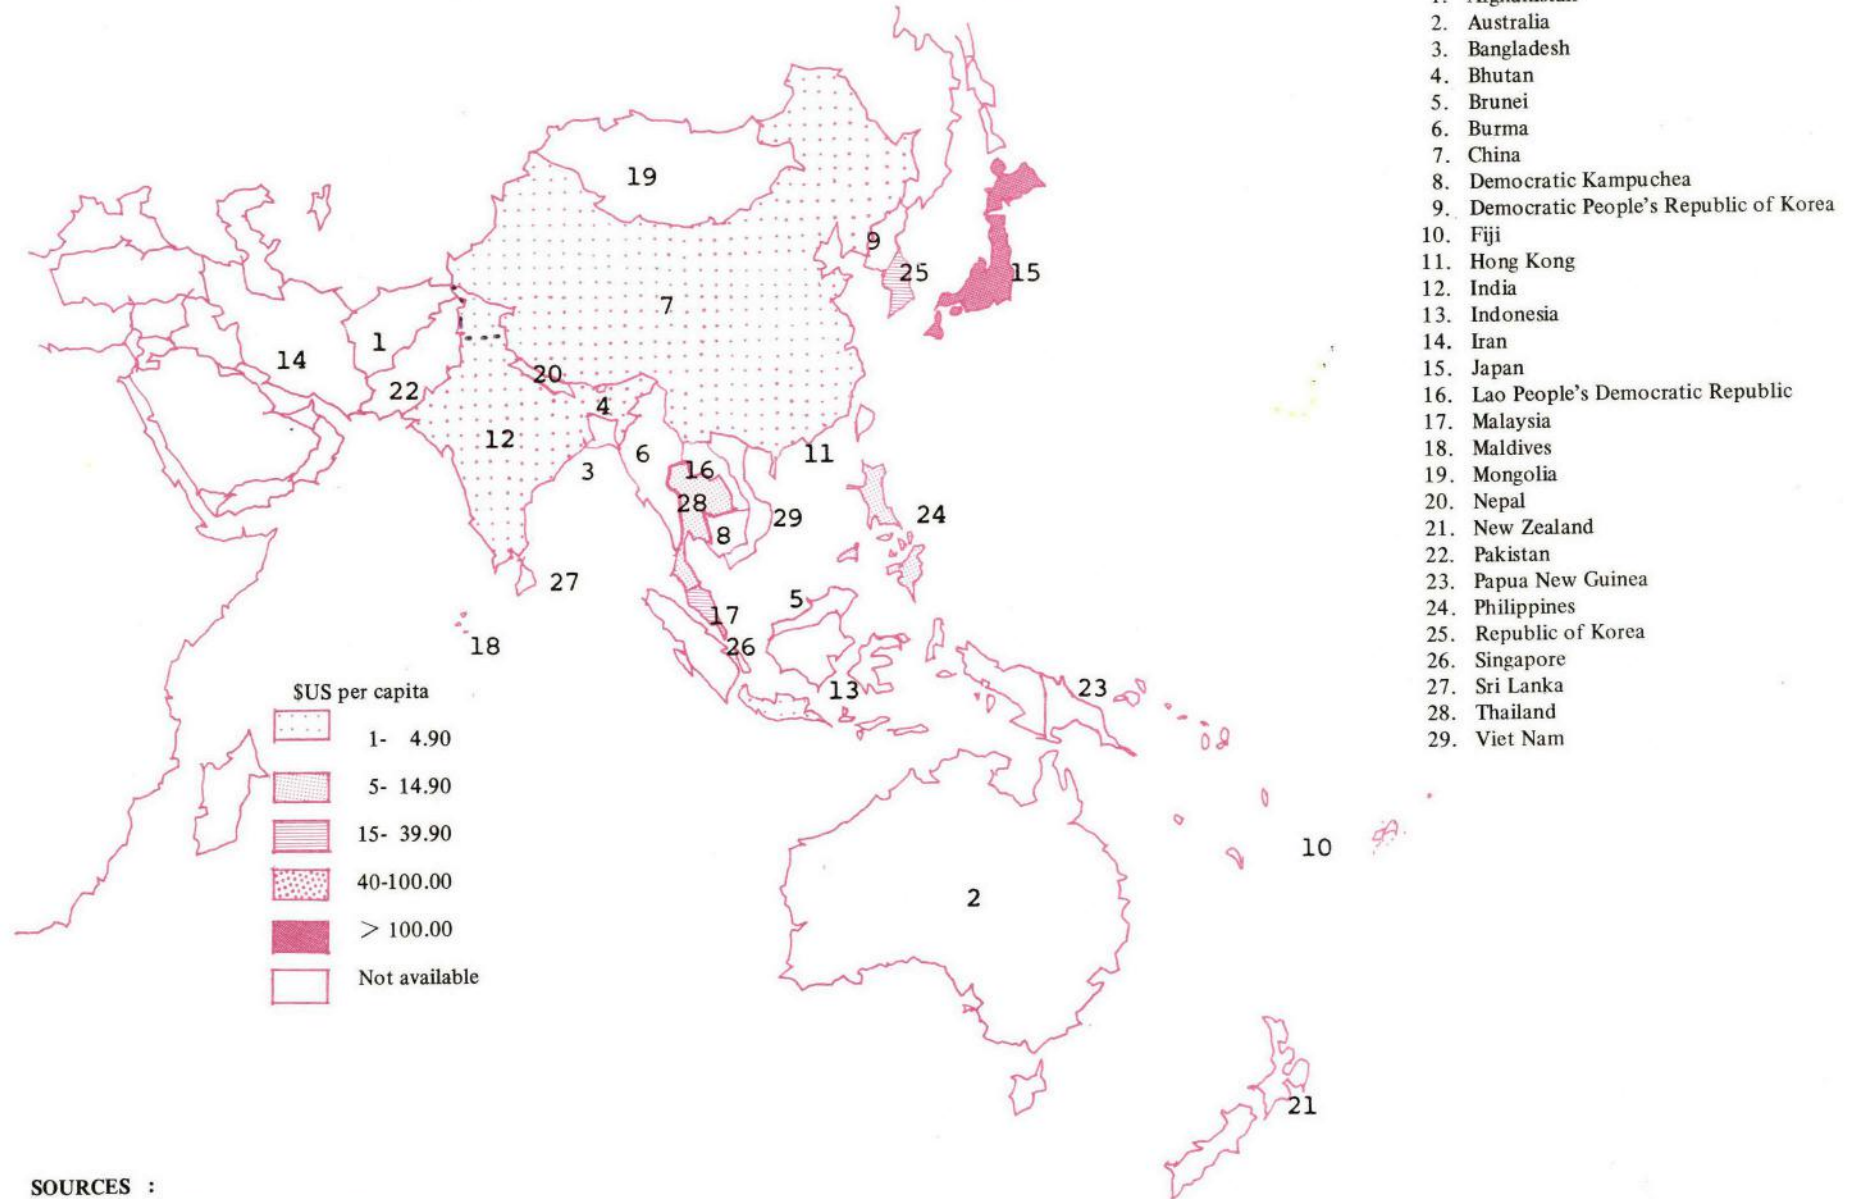 2. Australia
3. Bangladesh
4. Bhutan
5. Brunei
6. Burma
7. China
8. Democratic Kampuchea
9. Democratic People's Republic of Korea
10. Fiji
11. Hong Kong
12. India
13. Indonesia
14. Iran
15. Japan
16. Lao People's Democratic Republic
17. Malaysia
18. Maldives
19. Mongolia
20. Nepal
21. New Zealand
22. Pakistan
23. Papua New Guinea
24. Philippines
25. Republic of Korea
26. Singapore
27. Sri Lanka
28. Thailand
29. Viet Nam
19
9
25
15
7
1
14
20
22
4
12
6
11
3
16
28
29
24
8
27
5
17
18
26
13
23
$US per capita
1- 4.90
5- 14.90
15- 39.90
40-100.00
> 100.00
Not available
10
2
21
SOURCES :